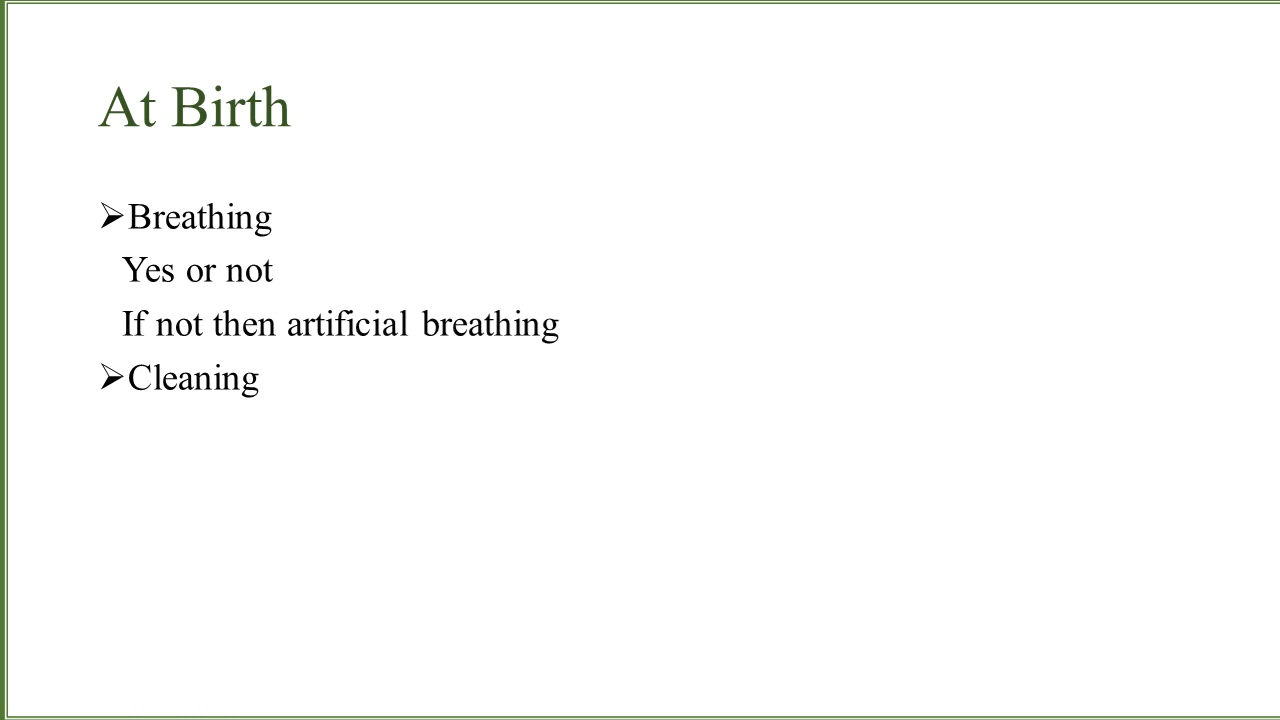 At Birth
➢Breathing
Yes or not
If not then artificial breathing
➢Cleaning